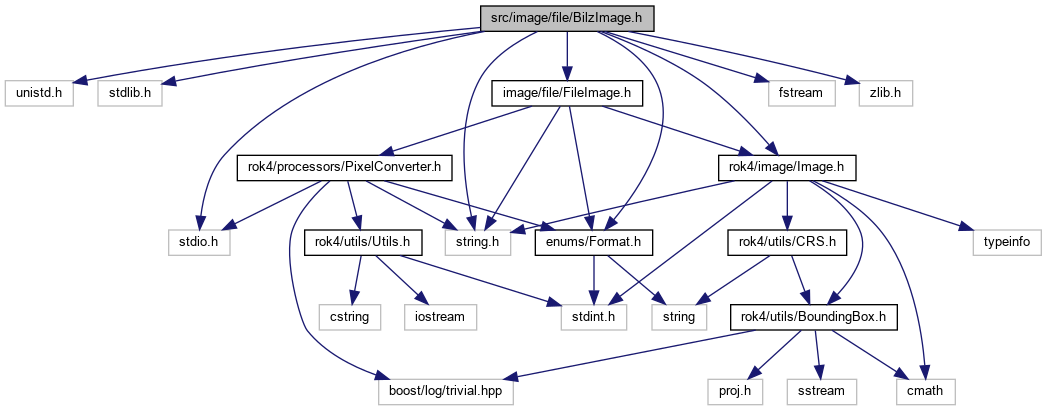 src/image/file/BilzImage.h
unistd.h
stdlib.h
image/file/FileImage.h
fstream
zlib.h
rok4/processors/PixelConverter.h
rok4/image/Image.h
stdio.h
rok4/utils/Utils.h
string.h
enums/Format.h
rok4/utils/CRS.h
typeinfo
cstring
iostream
stdint.h
string
rok4/utils/BoundingBox.h
boost/log/trivial.hpp
proj.h
sstream
cmath